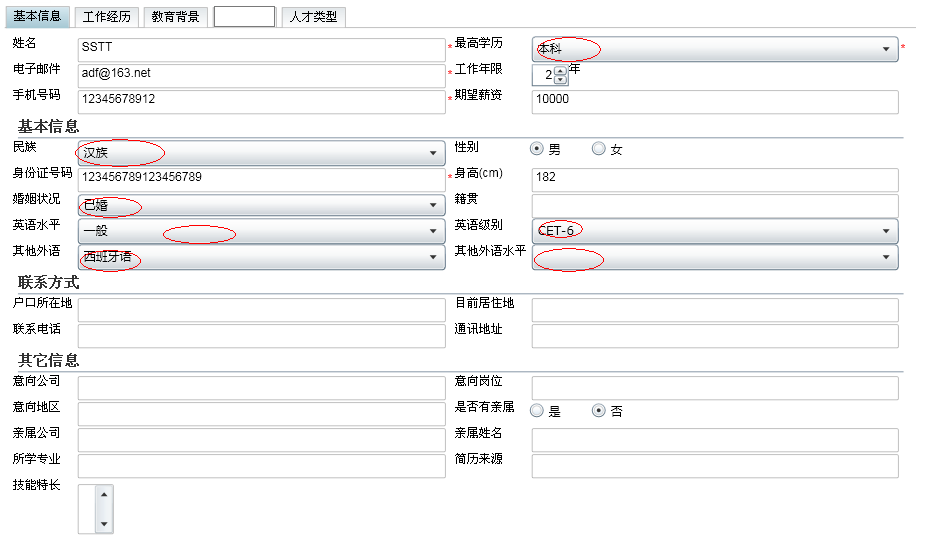 基本信息 工作经历 教育背景 人才类型
姓名 SSTT * 最高学历 本科 *
电子邮件 adf@163.net * 工作年限 2 年
手机号码 12345678912 * 期望薪资 10000
基本信息
民族 汉族 性别 男 女
身份证号码 123456789123456789 * 身高(cm) 182
婚姻状况 已婚 籍贯
英语水平 一般 英语级别 CET-6
其他外语 西班牙语 其他外语水平
联系方式
户口所在地 目前居住地
联系电话 通讯地址
其它信息
意向公司 意向岗位
意向地区 是否有亲属 是 否
亲属公司 亲属姓名
所学专业 简历来源
技能特长